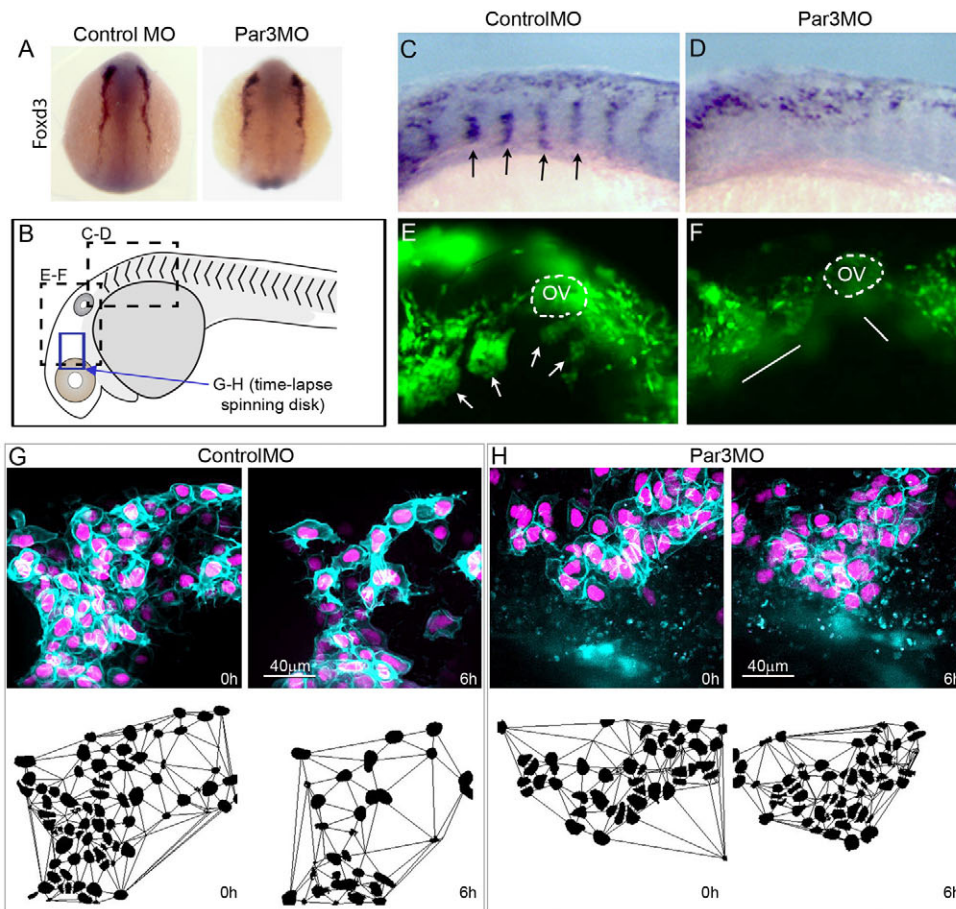 A
Control MO
Par3MO
Foxd3
B
C-D
E-F
G-H (time-lapse
spinning disk)
ControlMO
Par3MO
C
D
E
OV
F
OV
G
ControlMO
0h
40μm
6h
0h
6h
H
Par3MO
0h
40μm
6h
0h
6h